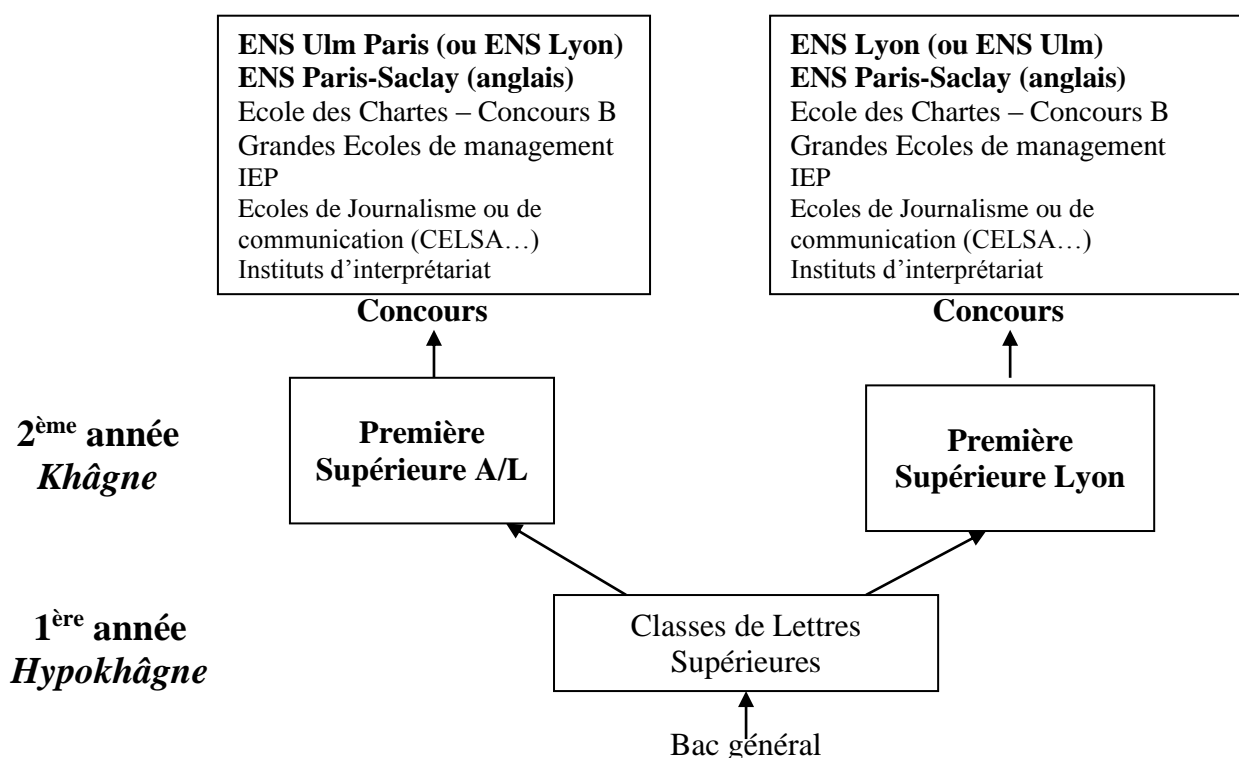 ENS Ulm Paris (ou ENS Lyon)
ENS Paris-Saclay (anglais)
Ecole des Chartes – Concours B
Grandes Ecoles de management
IEP
Ecoles de Journalisme ou de
communication (CELSA…)
Instituts d'interprétariat
Concours
ENS Lyon (ou ENS Ulm)
ENS Paris-Saclay (anglais)
Ecole des Chartes – Concours B
Grandes Ecoles de management
IEP
Ecoles de Journalisme ou de
communication (CELSA…)
Instituts d'interprétariat
Concours
2ème année
Khâgne
Première
Supérieure A/L
Première
Supérieure Lyon
1ère année
Hypokhâgne
Classes de Lettres
Supérieures
Bac général